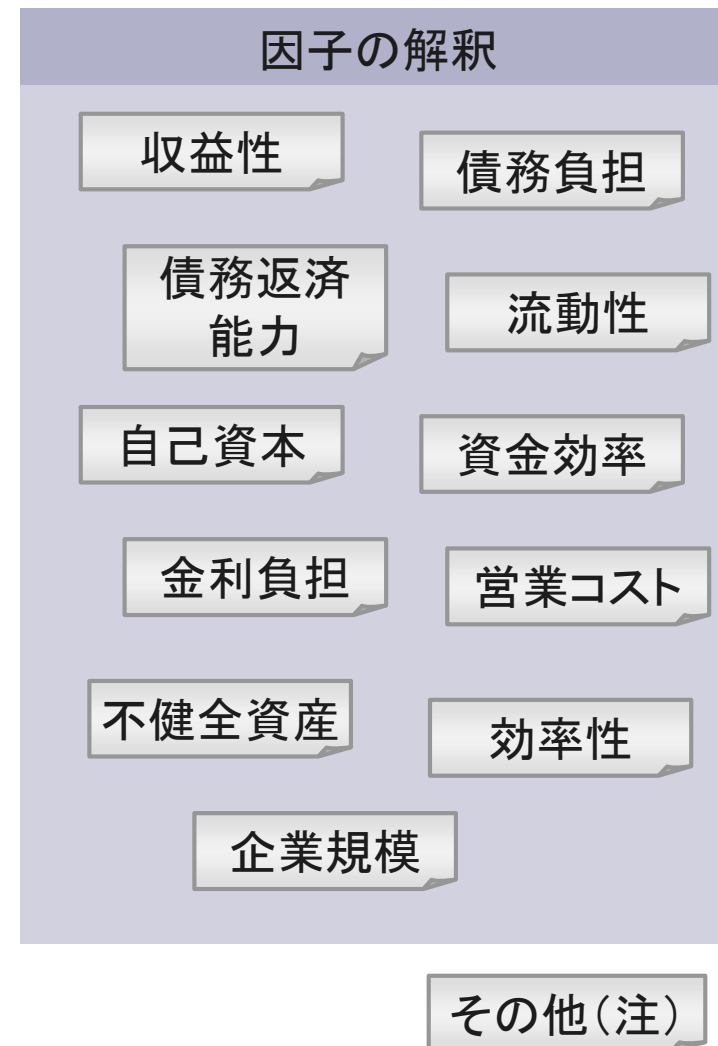 因子の解釈
収益性
債務負担
債務返済
能力
流動性
自己資本
資金効率
金利負担
営業コスト
不健全資産
効率性
企業規模
その他（注）